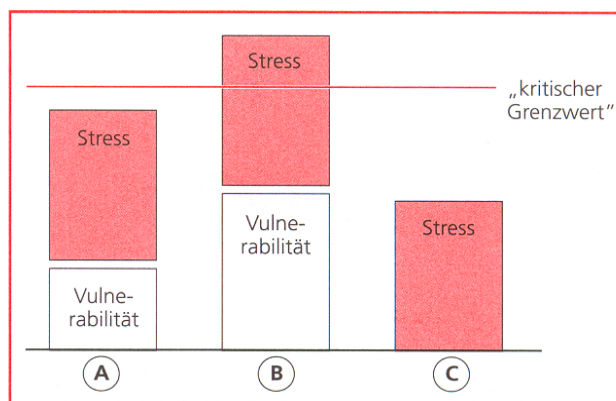 Stress
„kritischer
Grenzwert"
Stress
Vulne-
rabilität
Stress
Vulne-
rabilität
A
B
C